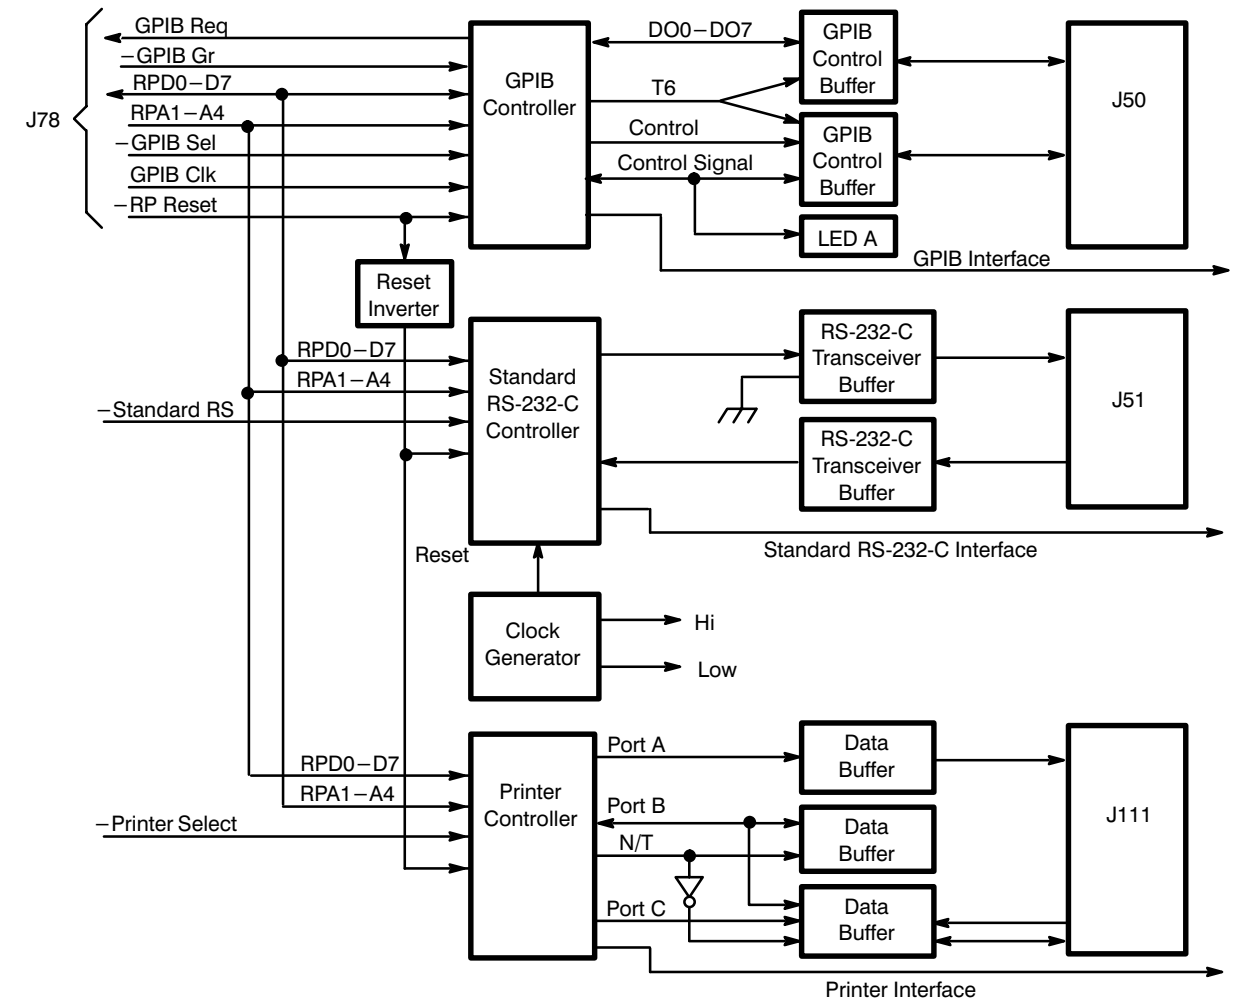 GPIB Req
−GPIB Gr
RPD0−D7
RPA1−A4
−GPIB Sel
GPIB Clk
−RP Reset
J78
GPIB
Controller
DO0−DO7
T6
Control
Control Signal
GPIB
Control
Buffer
GPIB
Control
Buffer
LED A
J50
GPIB Interface
Reset
Inverter
RPD0−D7
RPA1−A4
−Standard RS
Standard
RS-232-C
Controller
RS-232-C
Transceiver
Buffer
RS-232-C
Transceiver
Buffer
J51
Standard RS-232-C Interface
Reset
Clock
Generator
Hi
Low
RPD0−D7
RPA1−A4
−Printer Select
Printer
Controller
Port A
Port B
N/T
Port C
Data
Buffer
Data
Buffer
Data
Buffer
J111
Printer Interface